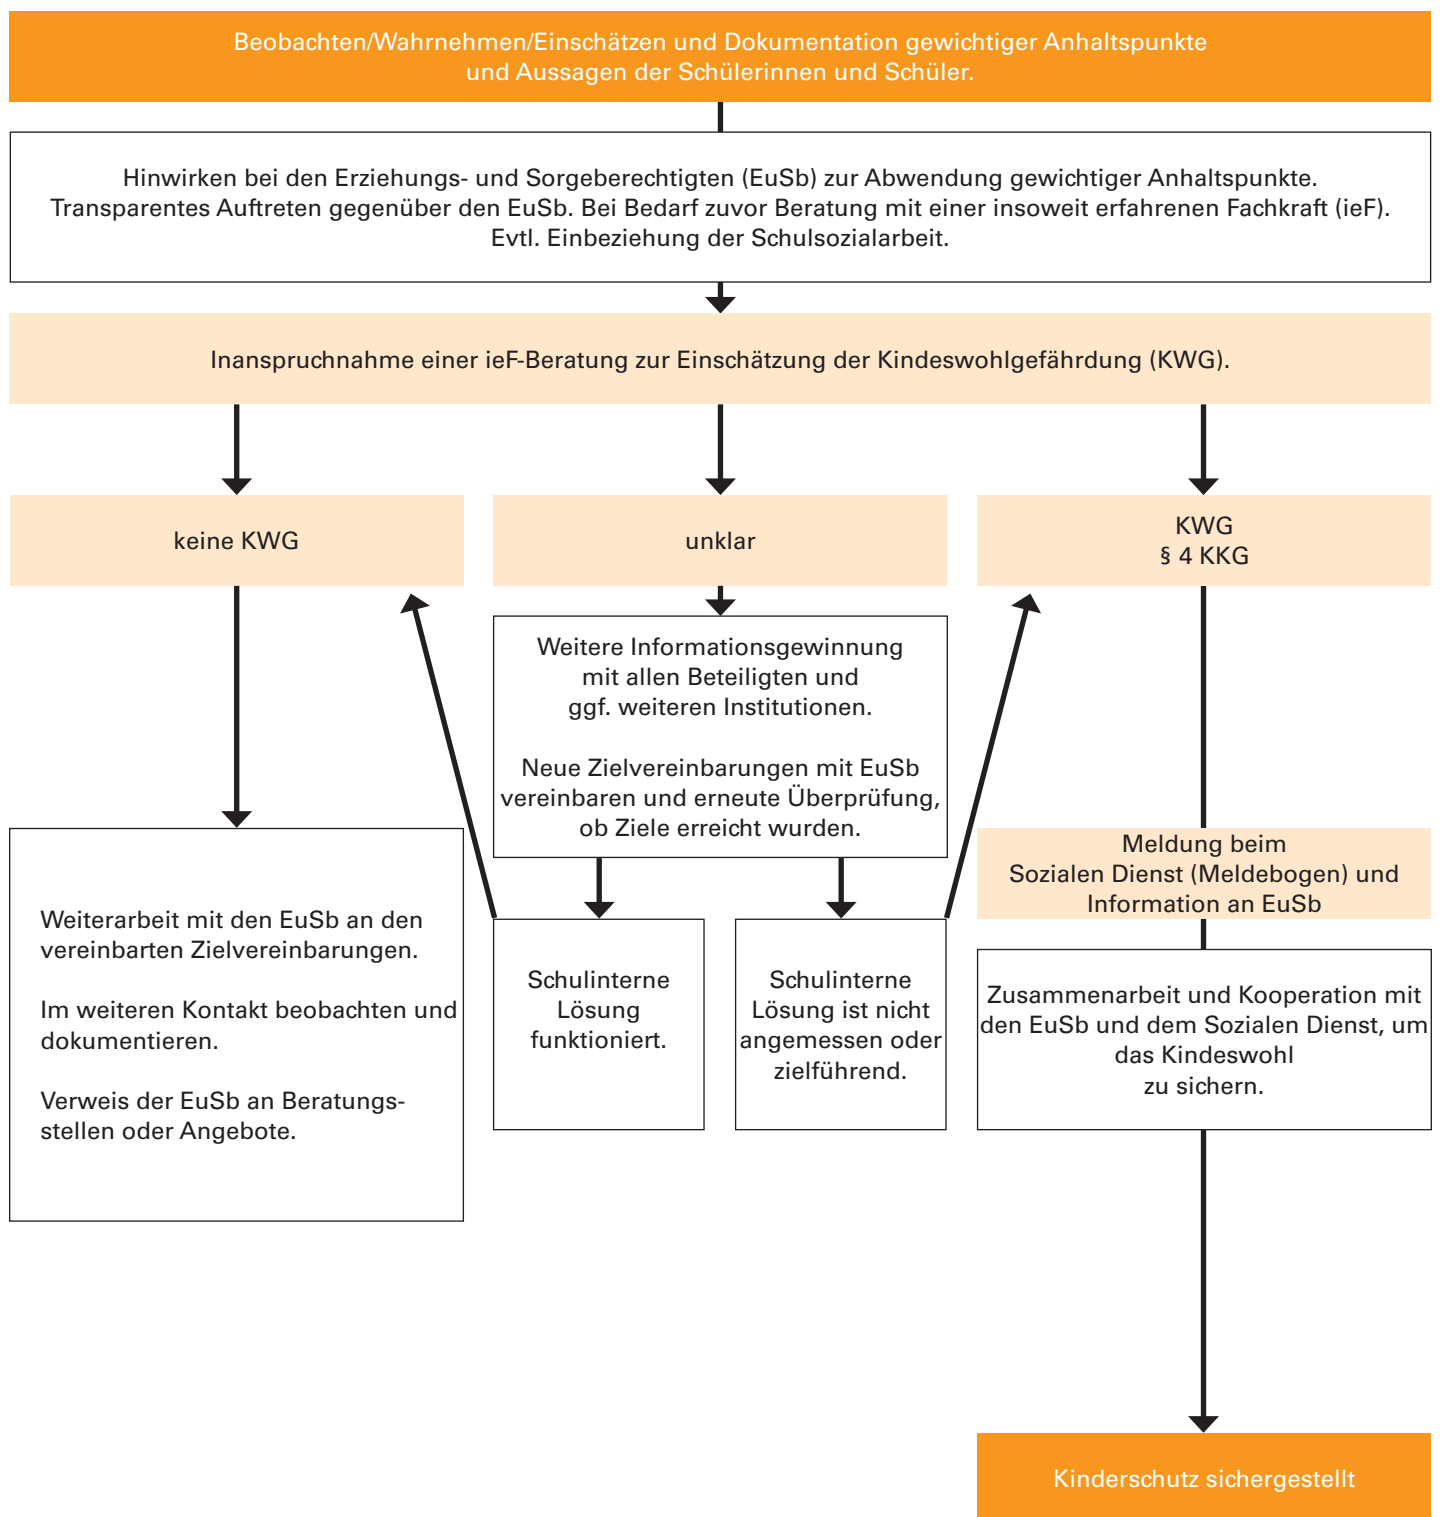 Beobachten/Wahrnehmen/Einschätzen und Dokumentation gewichtiger Anhaltspunkte
und Aussagen der Schülerinnen und Schüler.
Hinwirken bei den Erziehungs- und Sorgeberechtigten (EuSb) zur Abwendung gewichtiger Anhaltspunkte.
Transparentes Auftreten gegenüber den EuSb. Bei Bedarf zuvor Beratung mit einer insoweit erfahrenen Fachkraft (ieF).
Evtl. Einbeziehung der Schulsozialarbeit.
Inanspruchnahme einer ieF-Beratung zur Einschätzung der Kindeswohlgefährdung (KWG).
keine KWG
unklar
KWG
§ 4 KKG
Weitere Informationsgewinnung
mit allen Beteiligten und
ggf. weiteren Institutionen.
Neue Zielvereinbarungen mit EuSb
vereinbaren und erneute Überprüfung,
ob Ziele erreicht wurden.
Weiterarbeit mit den EuSb an den
vereinbarten Zielvereinbarungen.
Im weiteren Kontakt beobachten und
dokumentieren.
Verweis der EuSb an Beratungs-
stellen oder Angebote.
Schulinterne
Lösung
funktioniert.
Schulinterne
Lösung ist nicht
angemessen oder
zielführend.
Meldung beim
Sozialen Dienst (Meldebogen) und
Information an EuSb
Zusammenarbeit und Kooperation mit
den EuSb und dem Sozialen Dienst, um
das Kindeswohl
zu sichern.
Kinderschutz sichergestellt